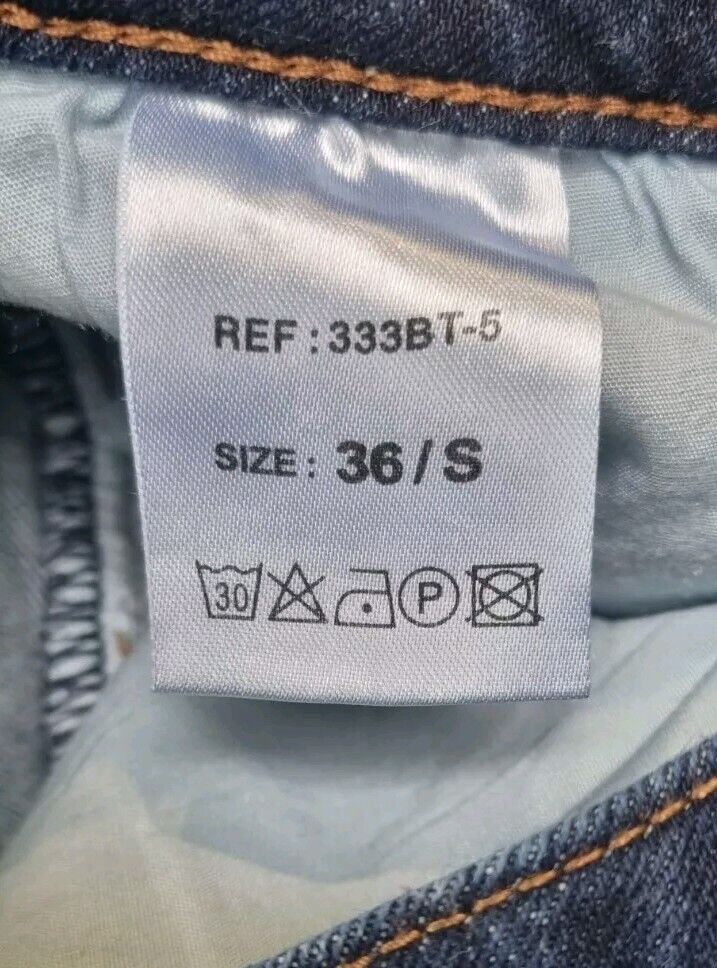 REF : 333BT-5
SIZE : 36 / S
30 P